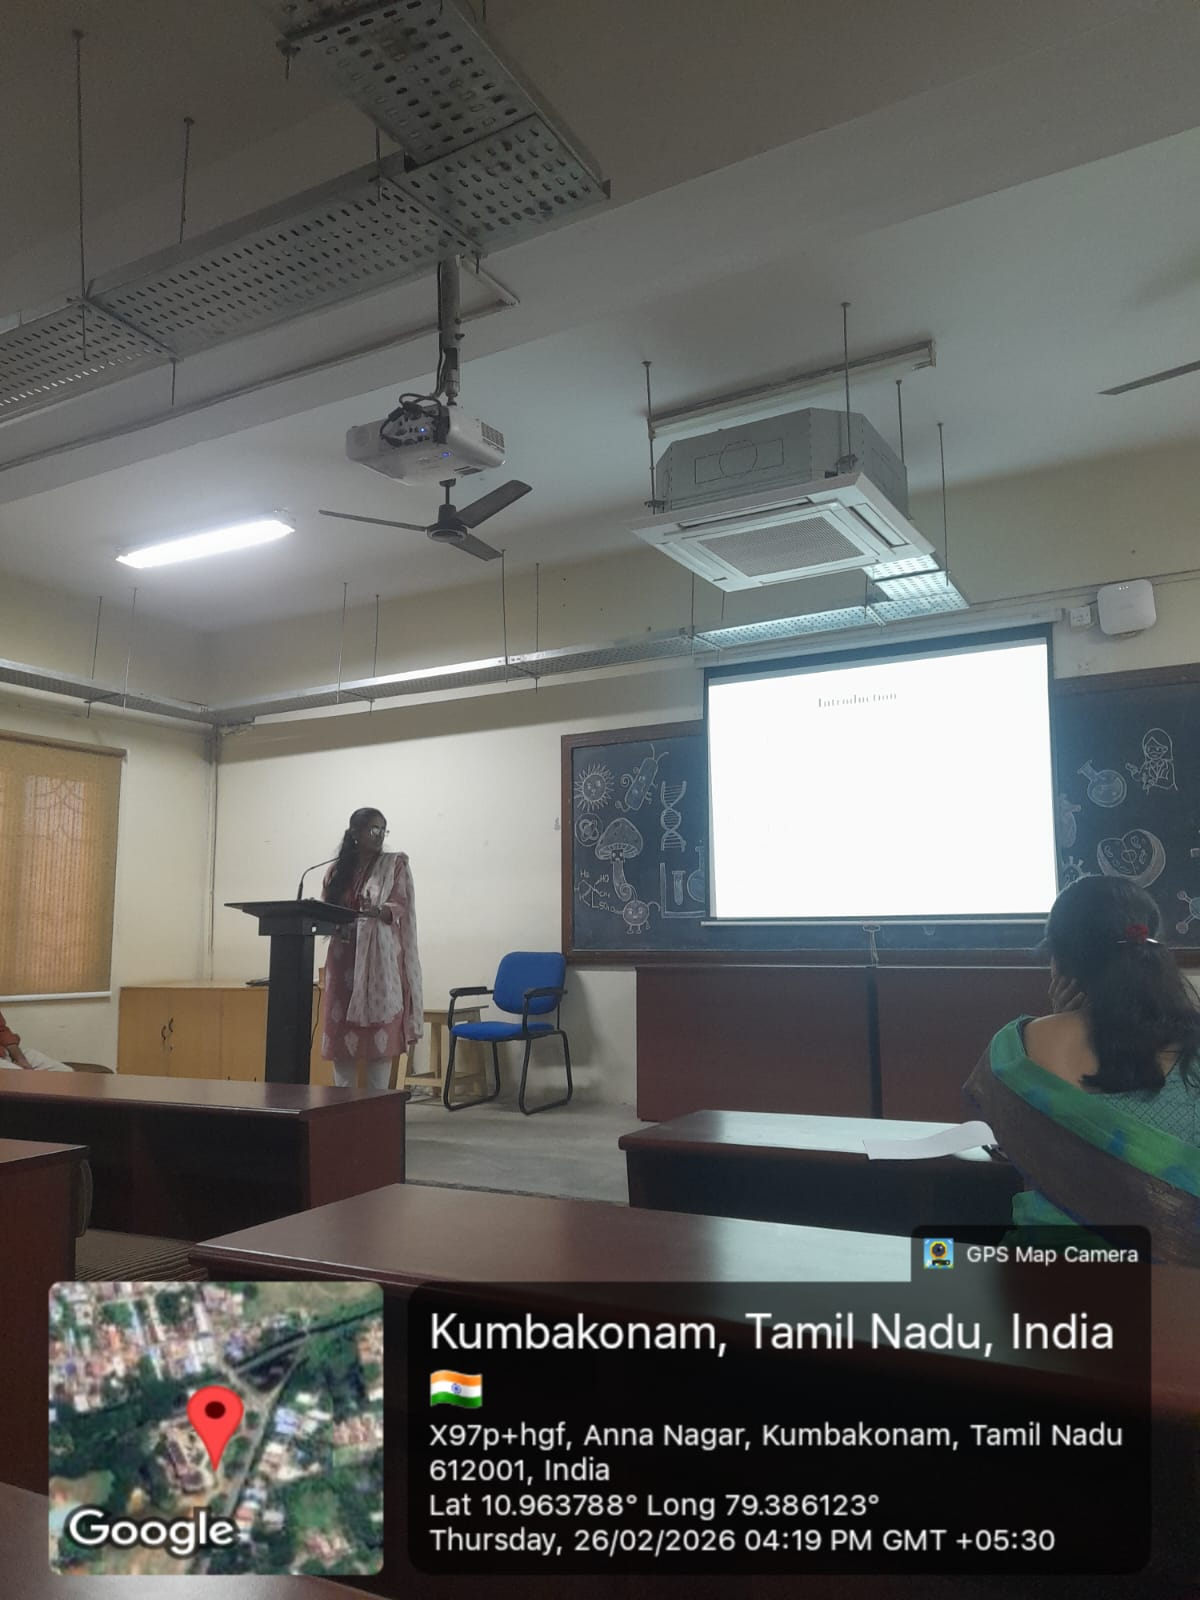 Introduction
GPS Map Camera
Kumbakonam, Tamil Nadu, India
X97p+hgf, Anna Nagar, Kumbakonam, Tamil Nadu
612001, India
Lat 10.963788° Long 79.386123°
Thursday, 26/02/2026 04:19 PM GMT +05:30
Google